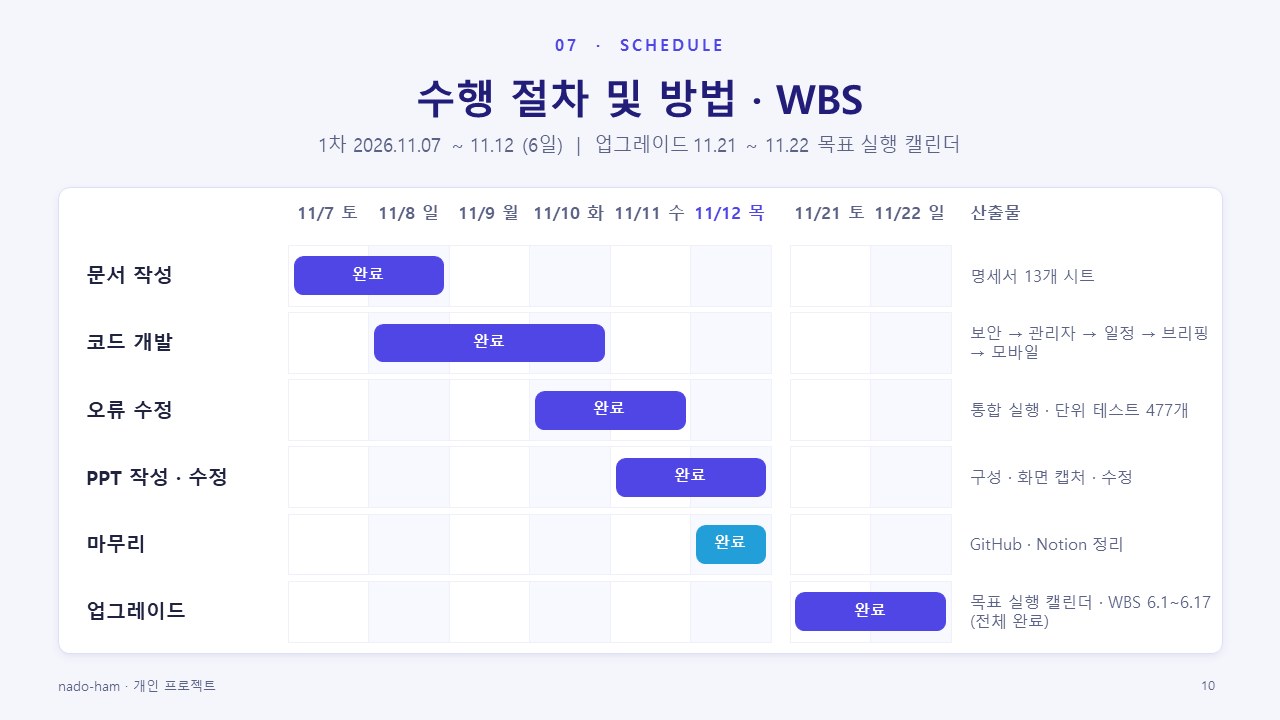 07 · SCHEDULE
수행 절차 및 방법 · WBS
1차 2026.11.07 ~ 11.12 (6일) | 업그레이드 11.21 ~ 11.22 목표 실행 캘린더
11/7 토 11/8 일 11/9 월 11/10 화 11/11 수 11/12 목 11/21 토 11/22 일 산출물
문서 작성 완료 명세서 13개 시트
코드 개발 완료 보안 → 관리자 → 일정 → 브리핑
→ 모바일
오류 수정 완료 통합 실행 · 단위 테스트 477개
PPT 작성 · 수정 완료 구성 · 화면 캡처 · 수정
마무리 완료 GitHub · Notion 정리
업그레이드 완료 목표 실행 캘린더 · WBS 6.1~6.17
(전체 완료)
nado-ham · 개인 프로젝트 10